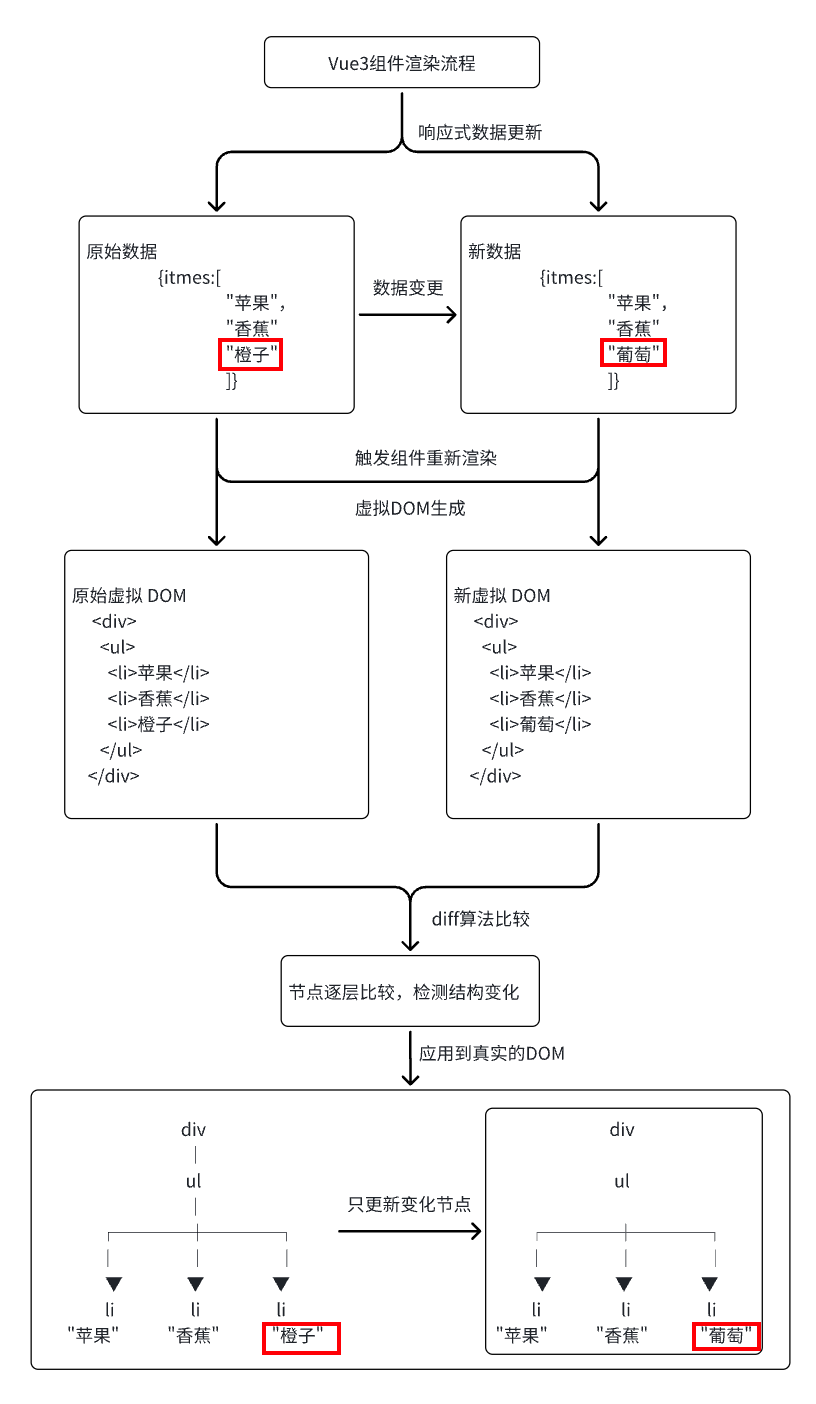 Vue3组件渲染流程
响应式数据更新
原始数据
{itmes:[
"苹果",
"香蕉"
"橙子"
]}
数据变更
新数据
{itmes:[
"苹果",
"香蕉"
"葡萄"
]}
触发组件重新渲染
虚拟DOM生成
原始虚拟 DOM
<div>
<ul>
<li>苹果</li>
<li>香蕉</li>
<li>橙子</li>
</ul>
</div>
新虚拟 DOM
<div>
<ul>
<li>苹果</li>
<li>香蕉</li>
<li>葡萄</li>
</ul>
</div>
diff算法比较
节点逐层比较，检测结构变化
应用到真实的DOM
div
ul
li li li
"苹果" "香蕉" "橙子"
只更新变化节点
div
ul
li li li
"苹果" "香蕉" "葡萄"